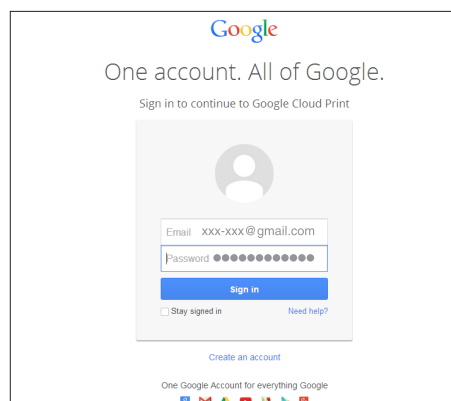 Google
One account. All of Google.
Sign in to continue to Google Cloud Print
Email xxx-xxx@gmail.com
Password ●●●●●●●●●●●●
Sign in
Stay signed in Need help?
Create an account
One Google Account for everything Google